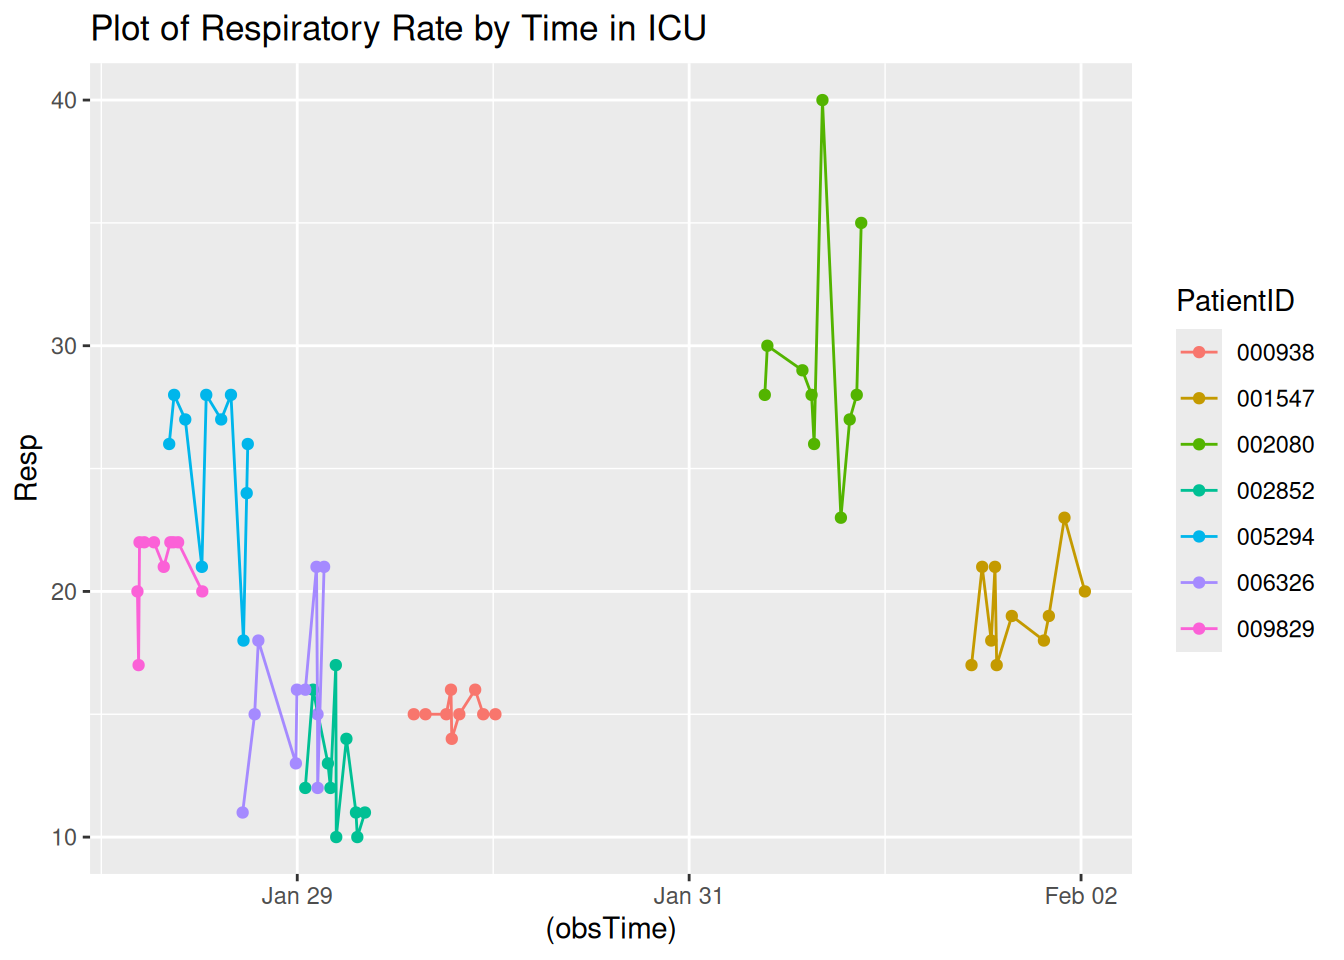 Plot of Respiratory Rate by Time in ICU
40
30
20
10
Resp
Jan 29
Jan 31
Feb 02
(obsTime)
PatientID
000938
001547
002080
002852
005294
006326
009829